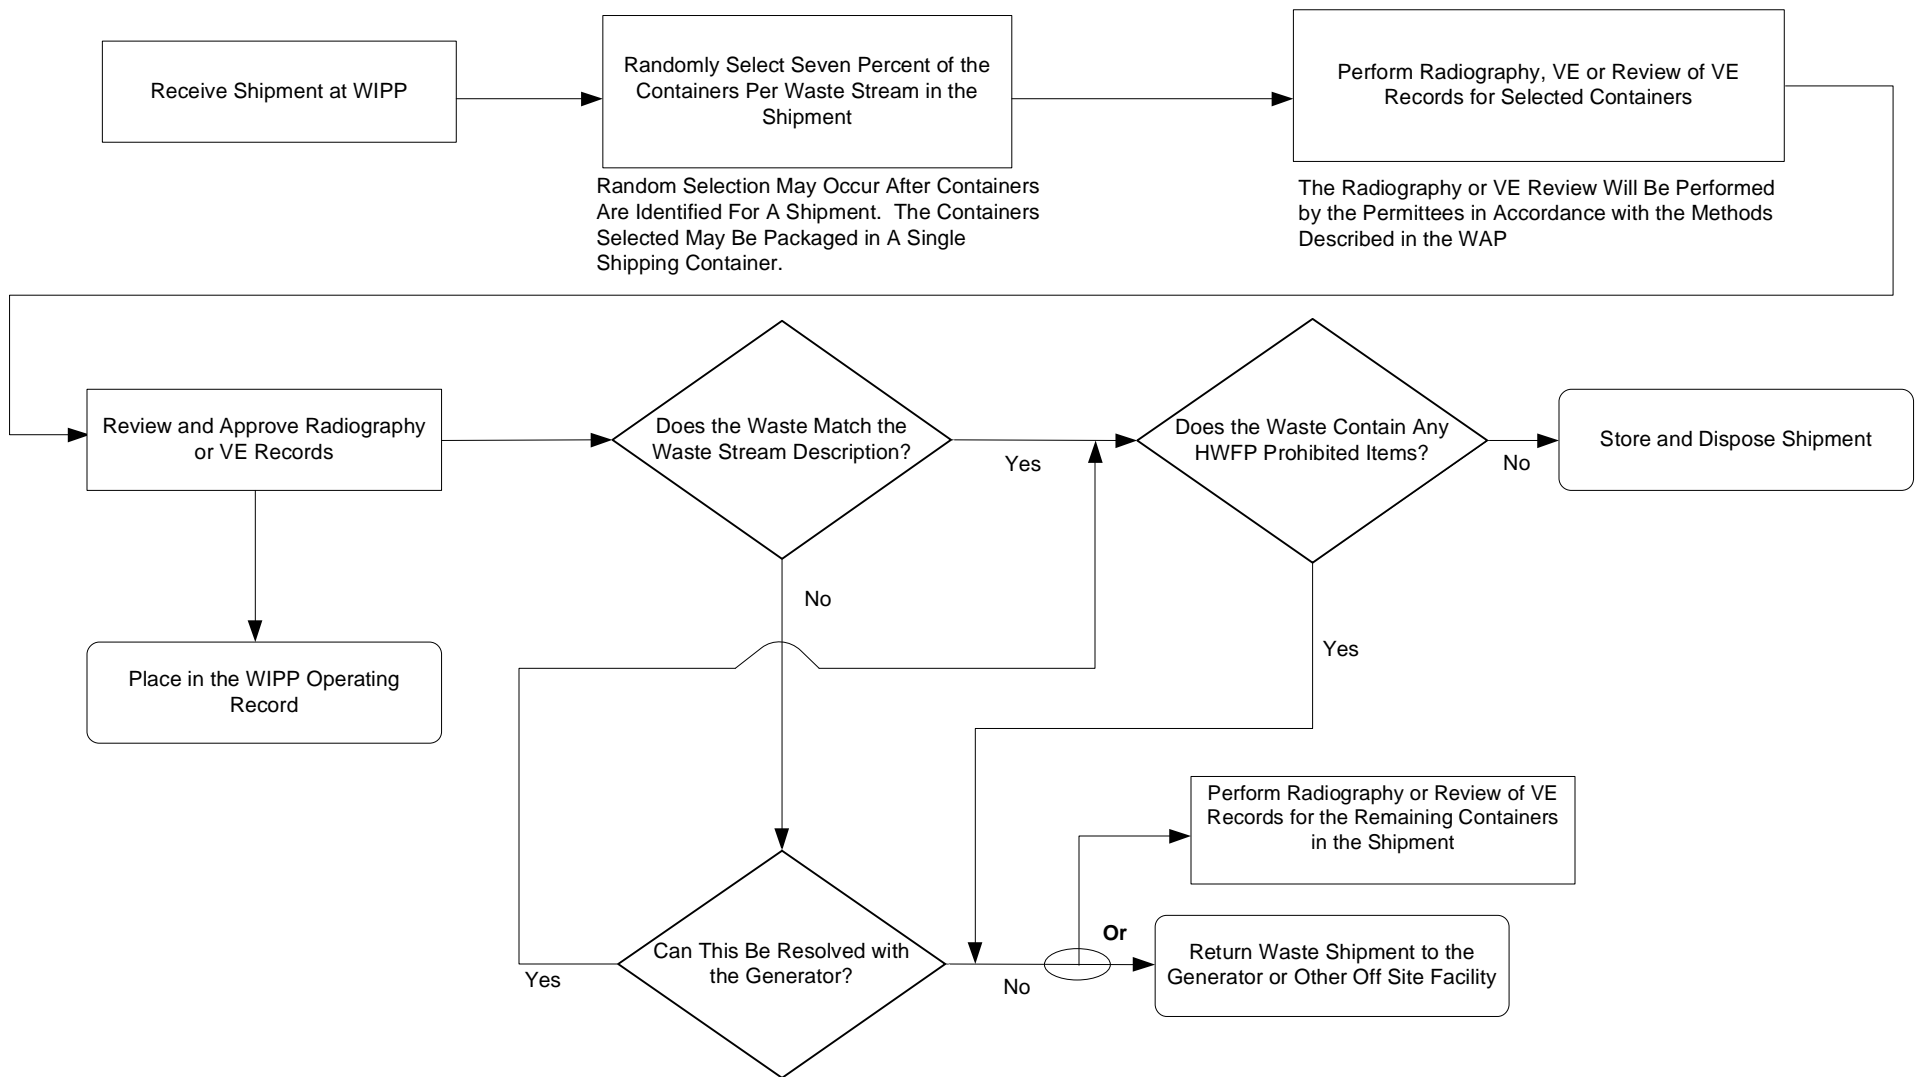 Receive Shipment at WIPP
Randomly Select Seven Percent of the
Containers Per Waste Stream in the
Shipment
Perform Radiography, VE or Review of VE
Records for Selected Containers
Random Selection May Occur After Containers
Are Identified For A Shipment.  The Containers
Selected May Be Packaged in A Single
Shipping Container.
The Radiography or VE Review Will Be Performed
by the Permittees in Accordance with the Methods
Described in the WAP
Review and Approve Radiography
or VE Records
Does the Waste Match the
Waste Stream Description?
Yes
Does the Waste Contain Any
HWFP Prohibited Items?
No
Store and Dispose Shipment
No
Yes
Place in the WIPP Operating
Record
Perform Radiography or Review of VE
Records for the Remaining Containers
in the Shipment
Can This Be Resolved with
the Generator?
Yes
No
Or
Return Waste Shipment to the
Generator or Other Off Site Facility